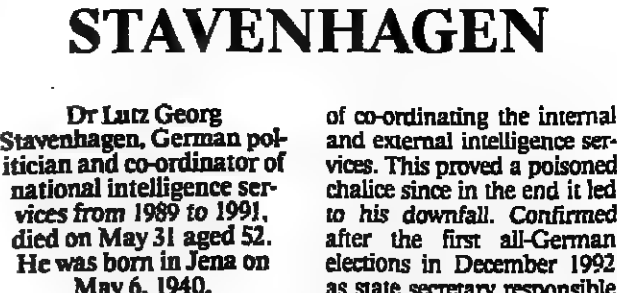 STAVENHAGEN
Dr Lutz Georg
Stavenhagen, German pol-
itician and co-ordinator of
national intelligence ser-
vices from 1989 to 1991,
died on May 31 aged 52.
He was born in Jena on
May 6, 1940.
of co-ordinating the internal
and external intelligence ser-
vices. This proved a poisoned
chalice since in the end it led
to his downfall. Confirmed
after the first all-German
elections in December 1992
as state secretary responsible